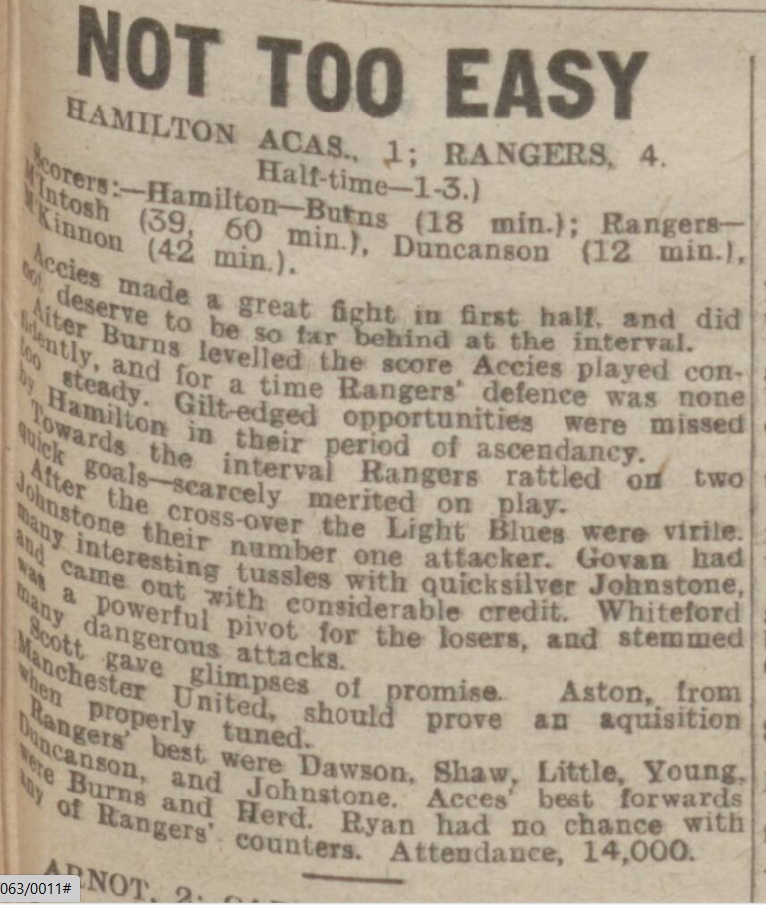 NOT TOO EASY
HAMILTON ACAS., 1; RANGERS, 4.
Half-time—1-3.)
Scorers:—Hamilton—Burns (18 min.); Rangers—
M'Intosh (39, 60 min.), Duncanson (12 min.),
M'Kinnon (42 min.).
Accies made a great fight in first half, and did
not deserve to be so far behind at the interval.
After Burns levelled the score Accies played con-
fidently, and for a time Rangers' defence was none
too steady. Gilt-edged opportunities were missed
by Hamilton in their period of ascendancy.
Towards the interval Rangers rattled on two
quick goals—scarcely merited on play.
After the cross-over the Light Blues were virile.
Johnstone their number one attacker. Govan had
many interesting tussles with quicksilver Johnstone,
and came out with considerable credit. Whiteford
was a powerful pivot for the losers, and stemmed
many dangerous attacks.
Scott gave glimpses of promise. Aston, from
Manchester United, should prove an aquisition
when properly tuned.
Rangers' best were Dawson, Shaw, Little, Young,
Duncanson, and Johnstone. Acces' best forwards
were Burns and Herd. Ryan had no chance with
any of Rangers' counters. Attendance, 14,000.
ARNOT, 2;
063/0011#